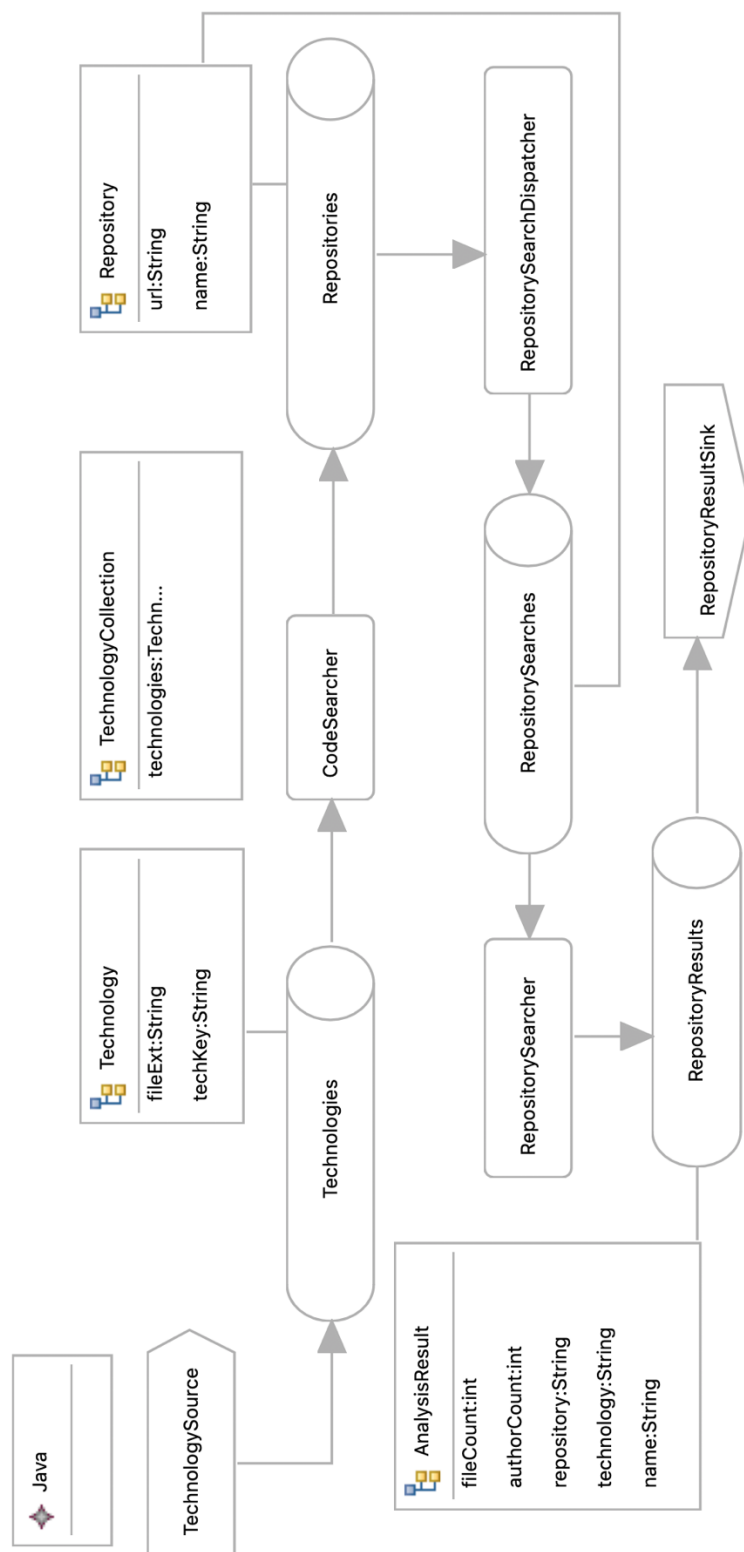 Java
TechnologySource
Technology
fileExt:String
techKey:String
Technologies
TechnologyCollection
technologies:Techn...
CodeSearcher
Repository
url:String
name:String
Repositories
RepositorySearchDispatcher
RepositorySearches
RepositorySearcher
AnalysisResult
fileCount:int
authorCount:int
repository:String
technology:String
name:String
RepositoryResults
RepositoryResultSink